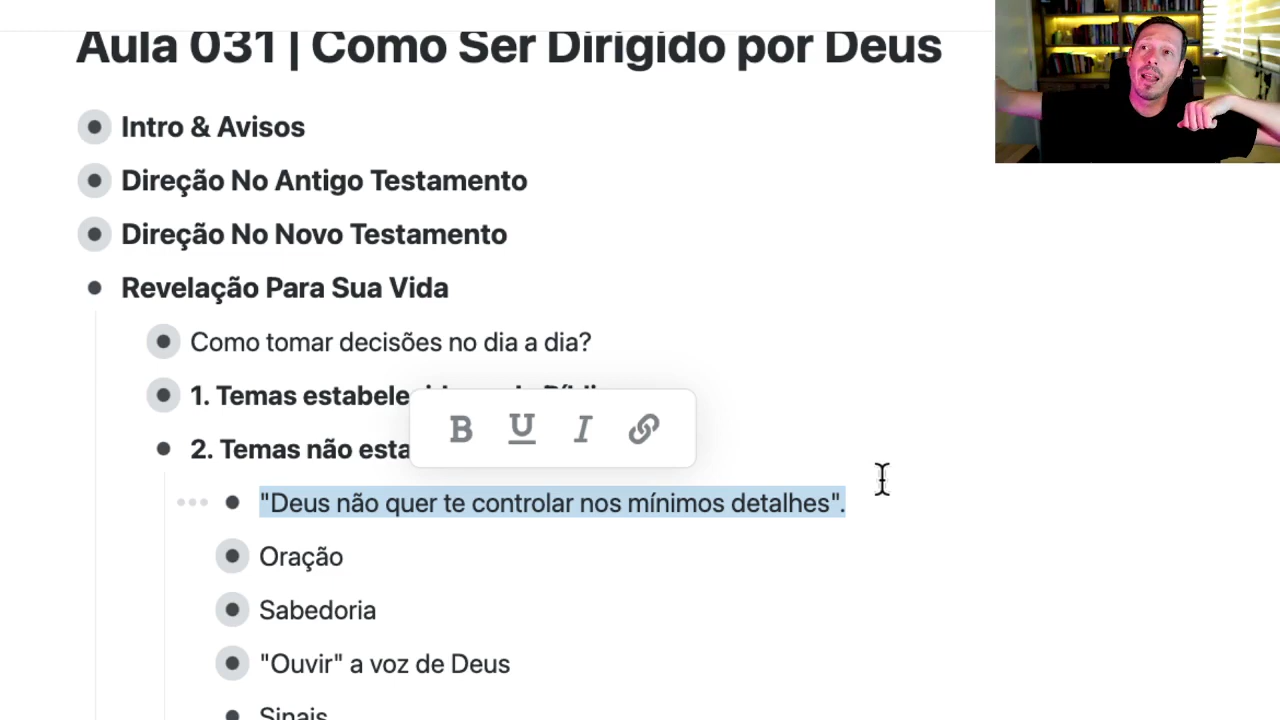 Aula 031 | Como Ser Dirigido por Deus
Intro & Avisos
Direção No Antigo Testamento
Direção No Novo Testamento
Revelação Para Sua Vida
Como tomar decisões no dia a dia?
1. Temas
B U I
2. Temas não
"Deus não quer te controlar nos mínimos detalhes".
Oração
Sabedoria
"Ouvir" a voz de Deus
Sinais